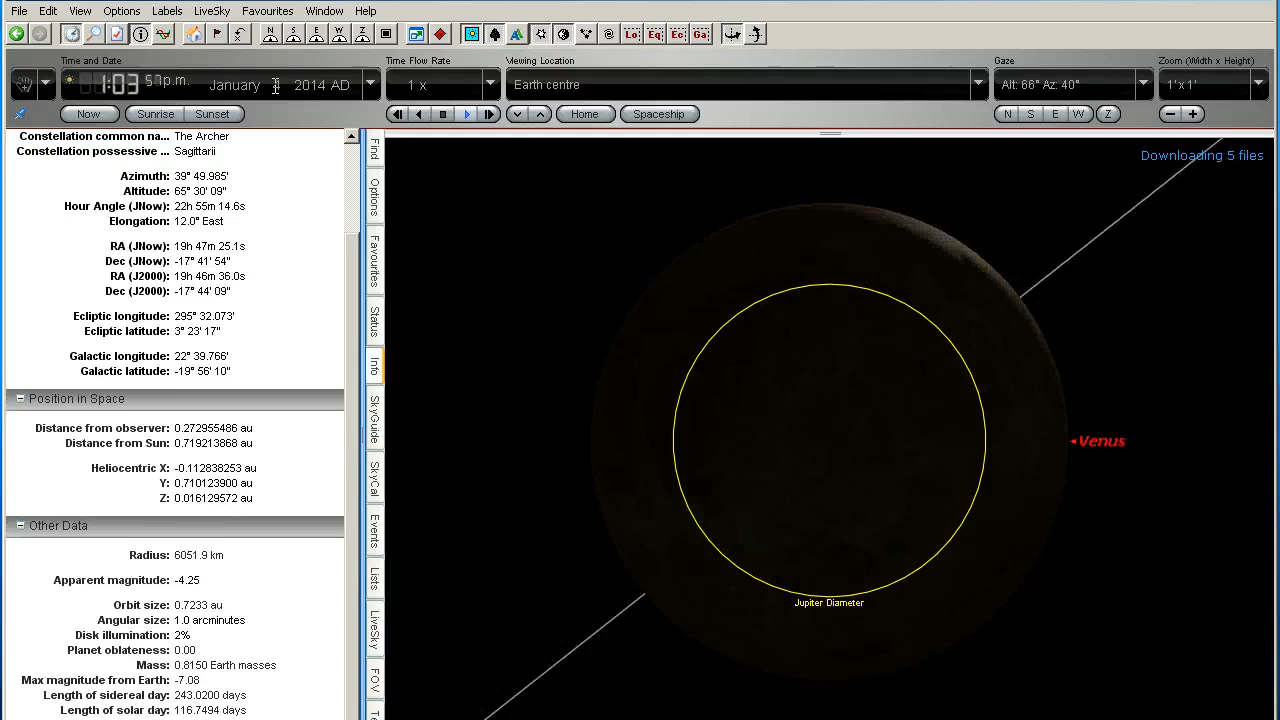 File Edit View Options Labels LiveSky Favourites Window Help
N S E W Z Lo Eq Ec Ga
Time and Date Time Flow Rate Viewing Location Gaze Zoom (Width x Height)
1:03 p.m. January 2014 AD 1 x Earth centre Alt: 66° Az: 40° 1'x 1'
Now Sunrise Sunset Home Spaceship N S E W Z
Constellation common na... The Archer
Constellation possessive ... Sagittarii
Azimuth: 39° 49.985'
Altitude: 65° 30' 09"
Hour Angle (JNow): 22h 55m 14.6s
Elongation: 12.0° East
RA (JNow): 19h 47m 25.1s
Dec (JNow): -17° 41' 54"
RA (J2000): 19h 46m 36.0s
Dec (J2000): -17° 44' 09"
Ecliptic longitude: 295° 32.073'
Ecliptic latitude: 3° 23' 17"
Galactic longitude: 22° 39.766'
Galactic latitude: -19° 56' 10"
Position in Space
Distance from observer: 0.272955486 au
Distance from Sun: 0.719213868 au
Heliocentric X: -0.112838253 au
Y: 0.710123900 au
Z: 0.016129572 au
Other Data
Radius: 6051.9 km
Apparent magnitude: -4.25
Orbit size: 0.7233 au
Angular size: 1.0 arcminutes
Disk illumination: 2%
Planet oblateness: 0.00
Mass: 0.8150 Earth masses
Max magnitude from Earth: -7.08
Length of sidereal day: 243.0200 days
Length of solar day: 116.7494 days
Find
Options
Favourites
Status
Info
SkyGuide
SkyCal
Events
Lists
LiveSky
FOV
Downloading 5 files
Venus
Jupiter Diameter